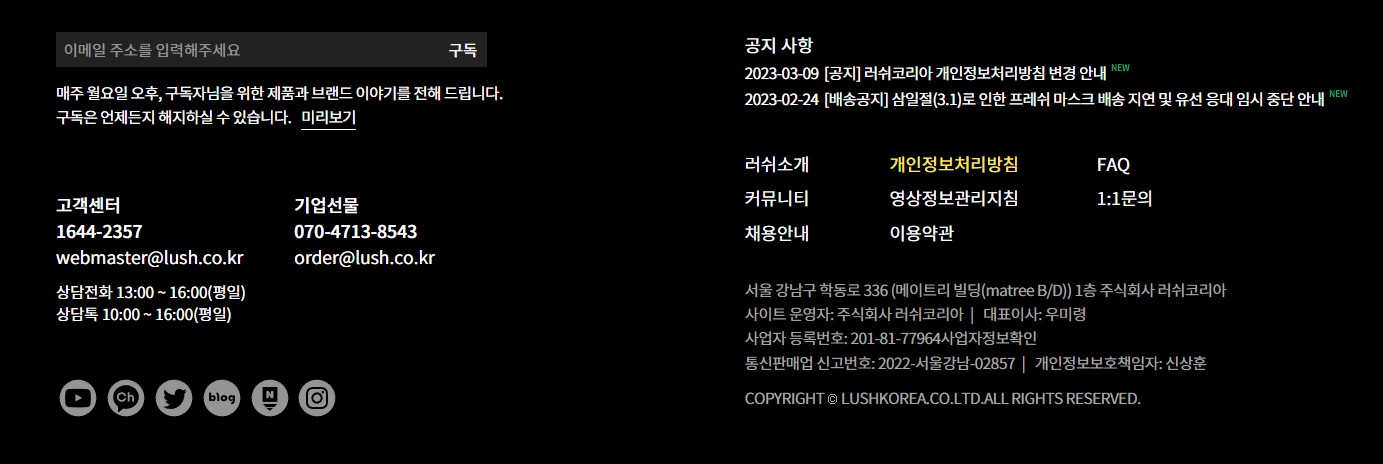 이메일 주소를 입력해주세요 구독
매주 월요일 오후, 구독자님을 위한 제품과 브랜드 이야기를 전해 드립니다.
구독은 언제든지 해지하실 수 있습니다. 미리보기
고객센터
1644-2357
webmaster@lush.co.kr
상담전화 13:00 ~ 16:00(평일)
상담톡 10:00 ~ 16:00(평일)
기업선물
070-4713-8543
order@lush.co.kr
Ch
blog
N
공지 사항
2023-03-09 [공지] 러쉬코리아 개인정보처리방침 변경 안내 NEW
2023-02-24 [배송공지] 삼일절(3.1)로 인한 프레쉬 마스크 배송 지연 및 유선 응대 임시 중단 안내 NEW
러쉬소개 개인정보처리방침 FAQ
커뮤니티 영상정보관리지침 1:1문의
채용안내 이용약관
서울 강남구 학동로 336 (메이트리 빌딩(matree B/D)) 1층 주식회사 러쉬코리아
사이트 운영자: 주식회사 러쉬코리아 | 대표이사: 우미령
사업자 등록번호: 201-81-77964사업자정보확인
통신판매업 신고번호: 2022-서울강남-02857 | 개인정보보호책임자: 신상훈
COPYRIGHT © LUSHKOREA.CO.LTD.ALL RIGHTS RESERVED.